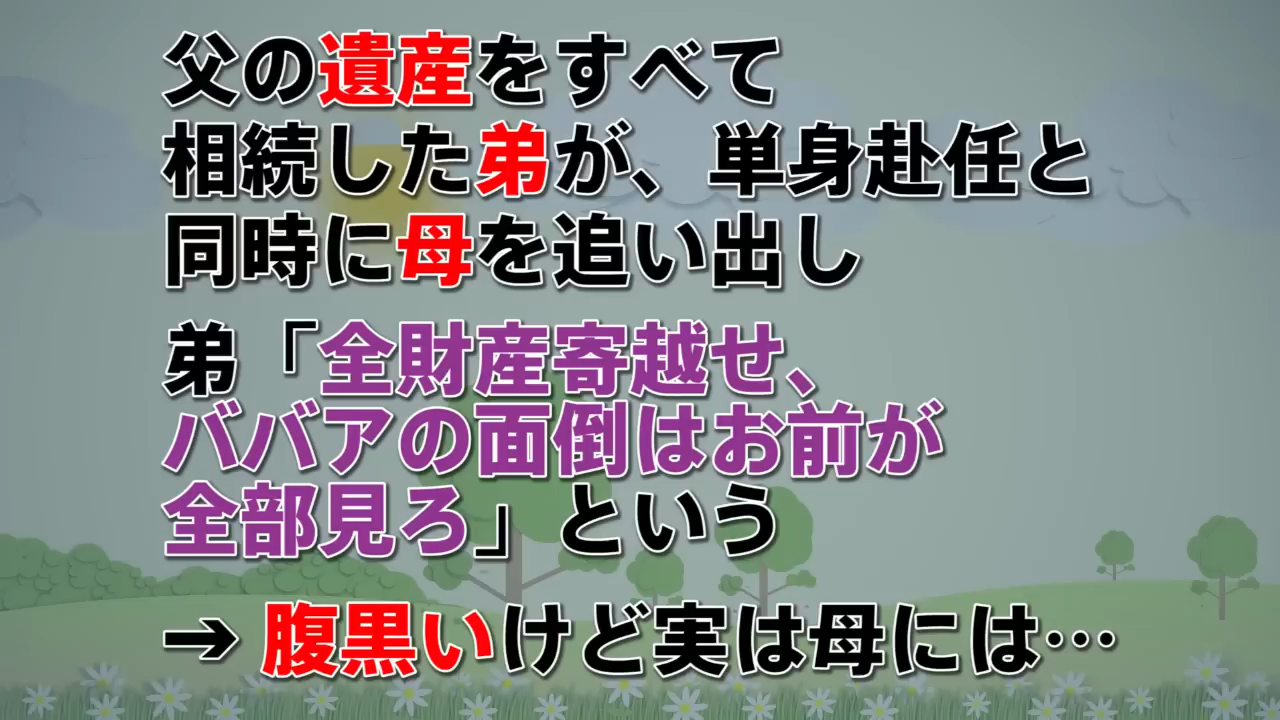 父の遺産をすべて
相続した弟が、単身赴任と
同時に母を追い出し
弟「全財産寄越せ、
ババアの面倒はお前が
全部見ろ」という
→ 腹黒いけど実は母には…